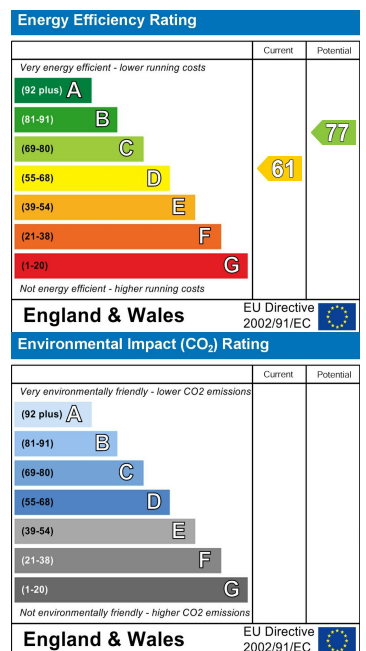 Energy Efficiency Rating
Current Potential
Very energy efficient - lower running costs
(92 plus) A
(81-91) B
(69-80) C
(55-68) D
(39-54) E
(21-38) F
(1-20) G
61
77
Not energy efficient - higher running costs
England & Wales
EU Directive
2002/91/EC
Environmental Impact (CO₂) Rating
Current Potential
Very environmentally friendly - lower CO2 emissions
(92 plus) A
(81-91) B
(69-80) C
(55-68) D
(39-54) E
(21-38) F
(1-20) G
Not environmentally friendly - higher CO2 emissions
England & Wales
EU Directive
2002/91/EC